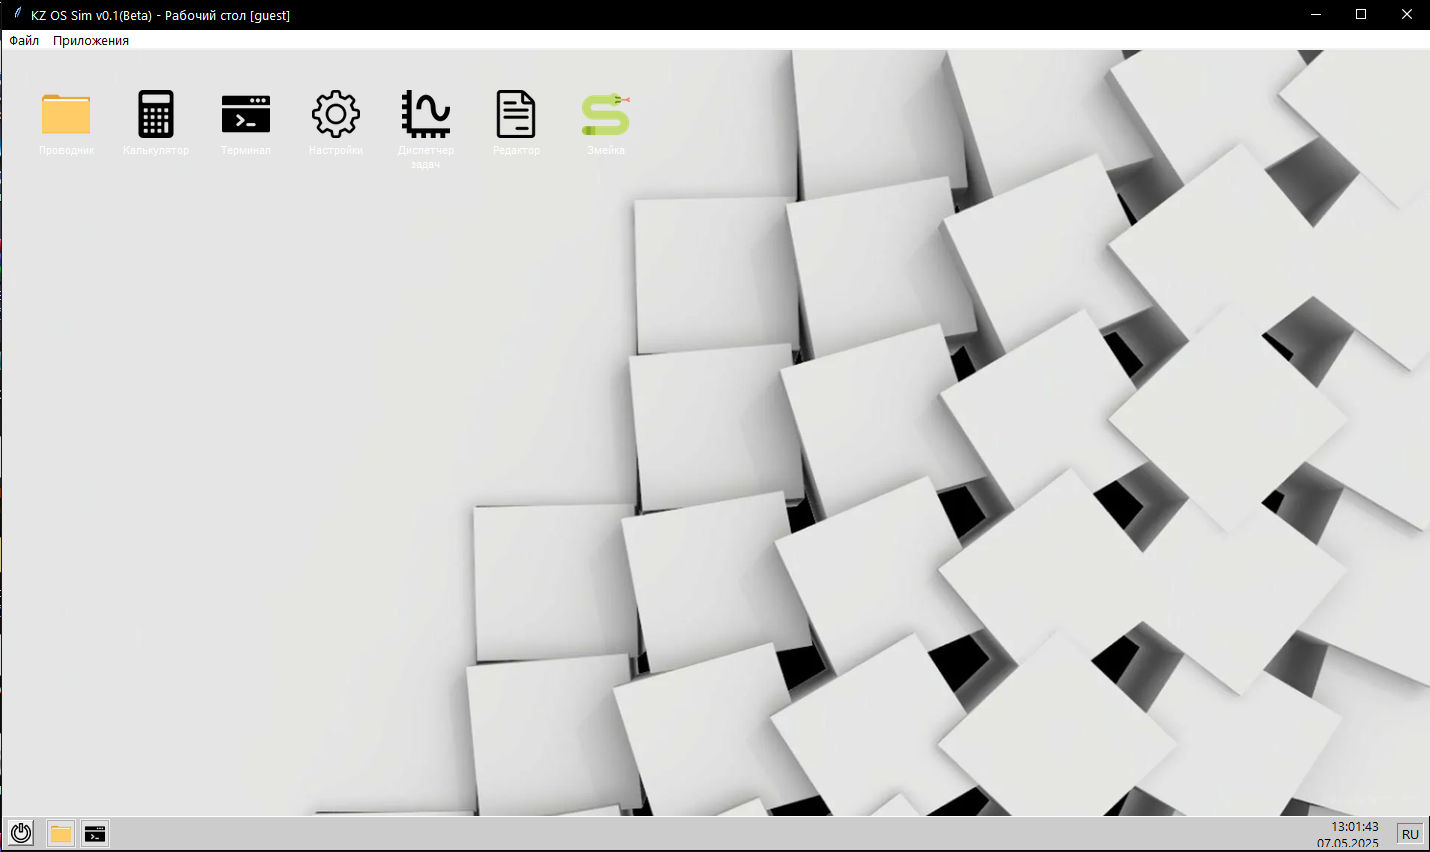 KZ OS Sim v0.1(Beta) - Рабочий стол [guest]
Файл Приложения
Проводник Калькулятор Терминал Настройки Диспетчер задач Редактор Змейка
13:01:43
07.05.2025
RU